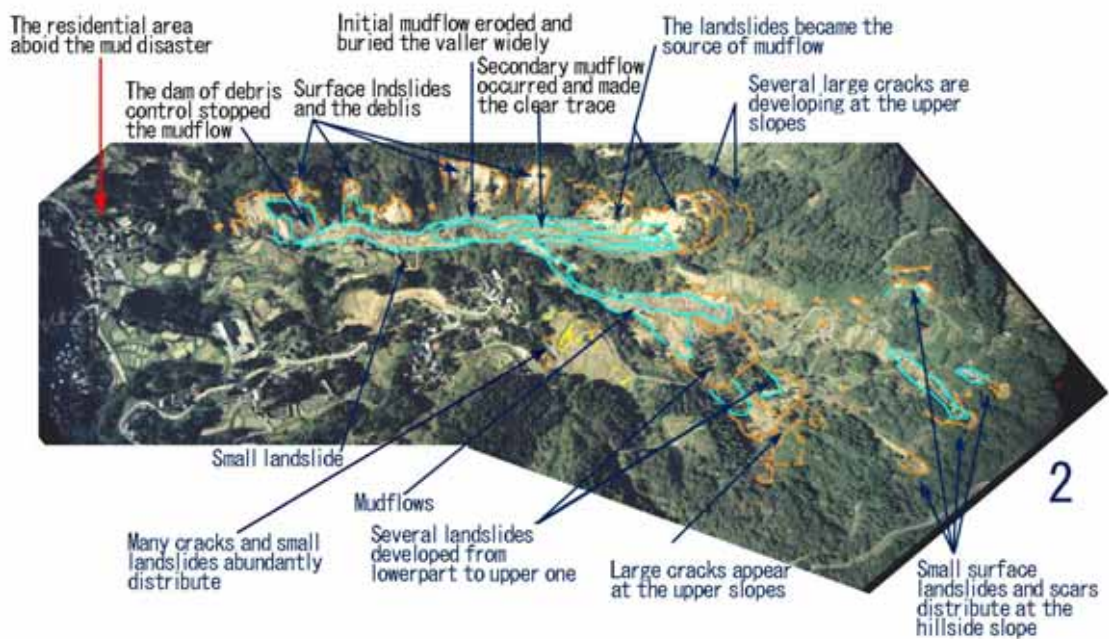 The residential area
aboid the mud disaster
The dam of debris
control stopped
the mudflow
Surface lndslides
and the deblis
Initial mudflow eroded and
buried the valler widely
Secondary mudflow
occurred and made
the clear trace
The landslides became the
source of mudflow
Several large cracks are
developing at the upper
slopes
Small landslide
Many cracks and small
landslides abundantly
distribute
Mudflows
Several landslides
developed from
lowerpart to upper one
Large cracks appear
at the upper slopes
Small surface
landslides and scars
distribute at the
hillside slope
2